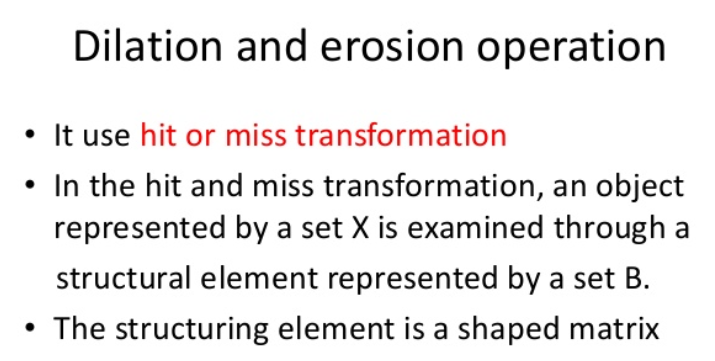 Dilation and erosion operation
• It use hit or miss transformation
• In the hit and miss transformation, an object
represented by a set X is examined through a
structural element represented by a set B.
• The structuring element is a shaped matrix